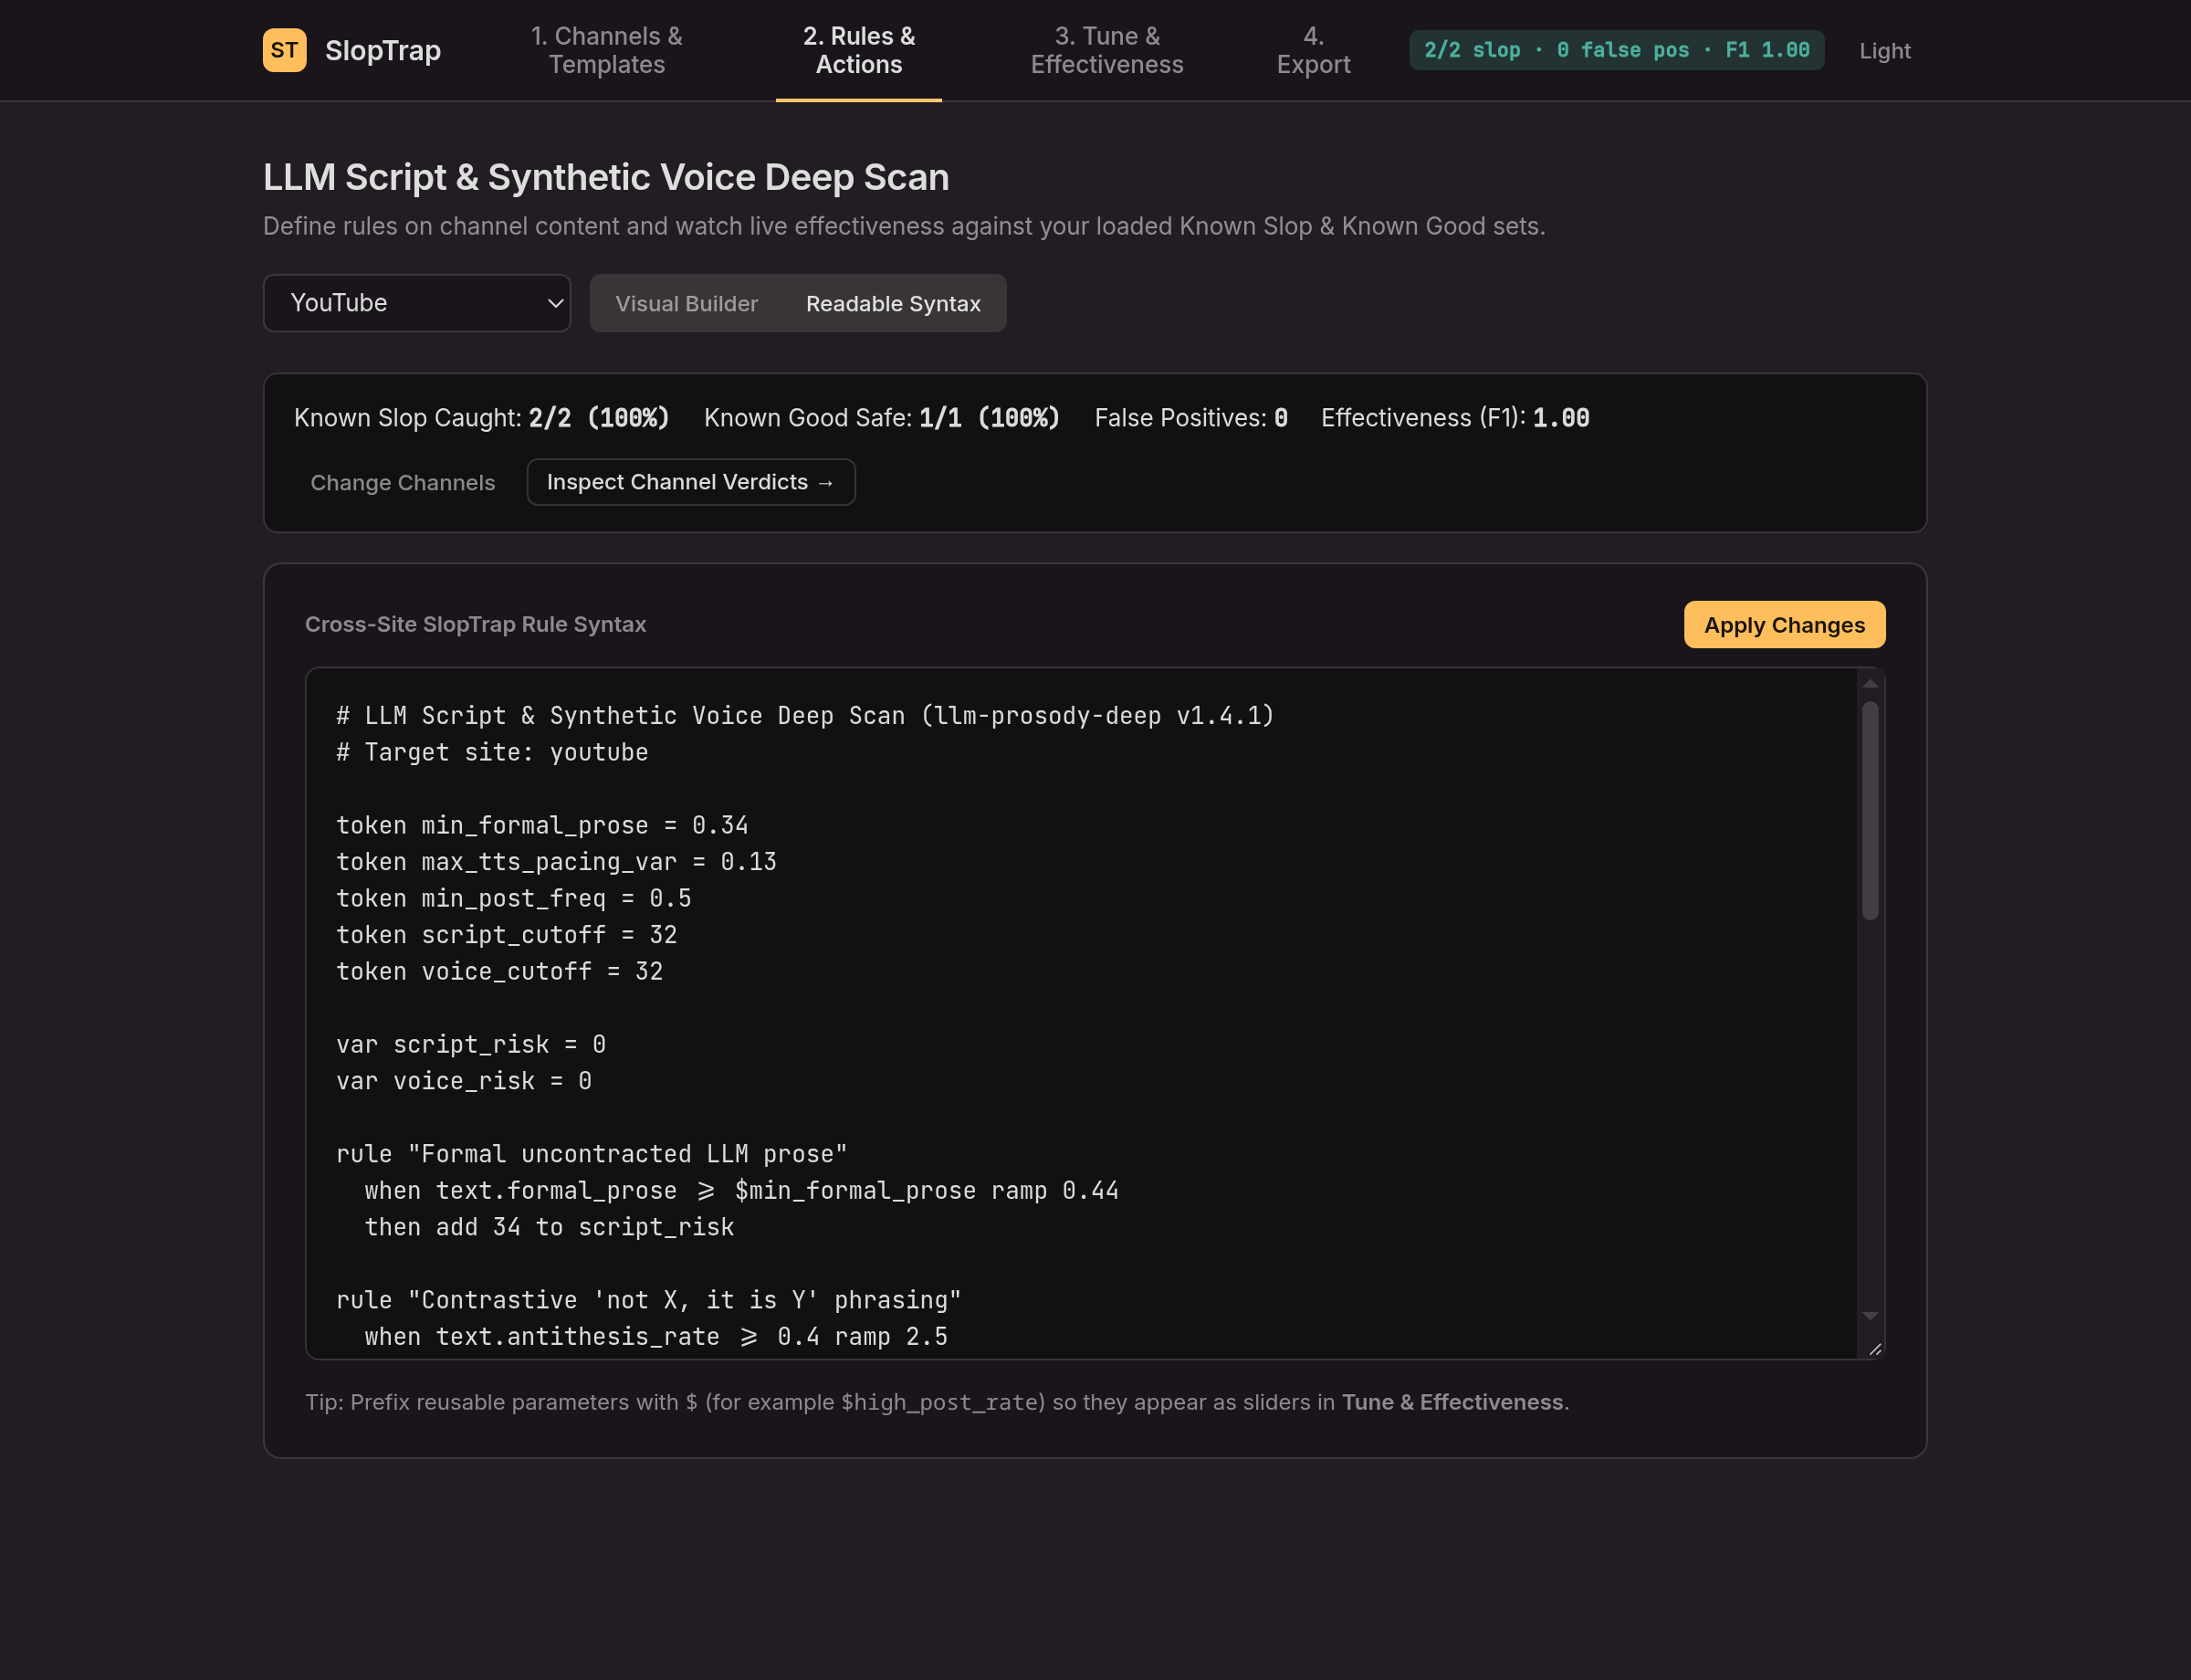 ST SlopTrap
1. Channels &
Templates
2. Rules &
Actions
3. Tune &
Effectiveness
4.
Export
2/2 slop · 0 false pos · F1 1.00
Light
LLM Script & Synthetic Voice Deep Scan
Define rules on channel content and watch live effectiveness against your loaded Known Slop & Known Good sets.
YouTube
Visual Builder Readable Syntax
Known Slop Caught: 2/2 (100%) Known Good Safe: 1/1 (100%) False Positives: 0 Effectiveness (F1): 1.00
Change Channels Inspect Channel Verdicts →
Cross-Site SlopTrap Rule Syntax
Apply Changes
# LLM Script & Synthetic Voice Deep Scan (llm-prosody-deep v1.4.1)
# Target site: youtube
token min_formal_prose = 0.34
token max_tts_pacing_var = 0.13
token min_post_freq = 0.5
token script_cutoff = 32
token voice_cutoff = 32
var script_risk = 0
var voice_risk = 0
rule "Formal uncontracted LLM prose"
  when text.formal_prose ≥ $min_formal_prose ramp 0.44
  then add 34 to script_risk
rule "Contrastive 'not X, it is Y' phrasing"
  when text.antithesis_rate ≥ 0.4 ramp 2.5
Tip: Prefix reusable parameters with $ (for example $high_post_rate) so they appear as sliders in Tune & Effectiveness.